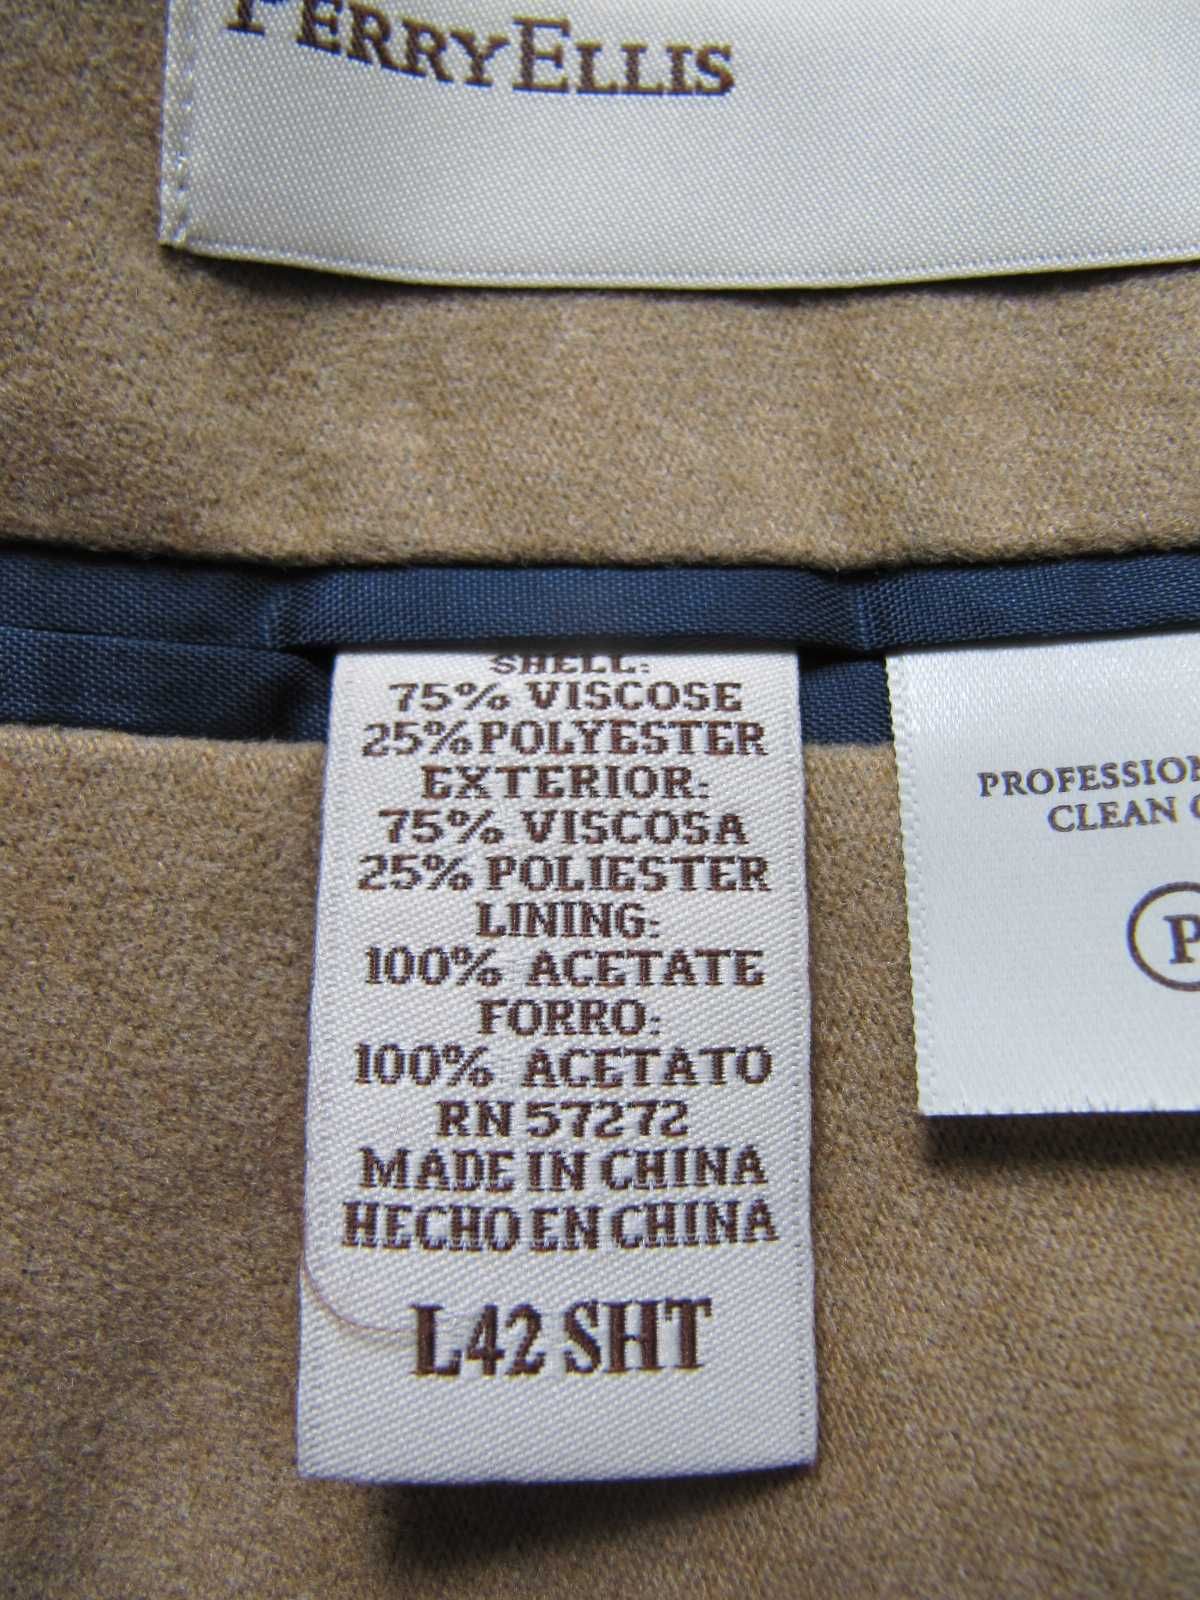 PERRY ELLIS
SHELL:
75% VISCOSE
25% POLYESTER
EXTERIOR:
75% VISCOSA
25% POLIESTER
LINING:
100% ACETATE
FORRO:
100% ACETATO
RN 57272
MADE IN CHINA
HECHO EN CHINA
L42 SHT
CLEAN
P